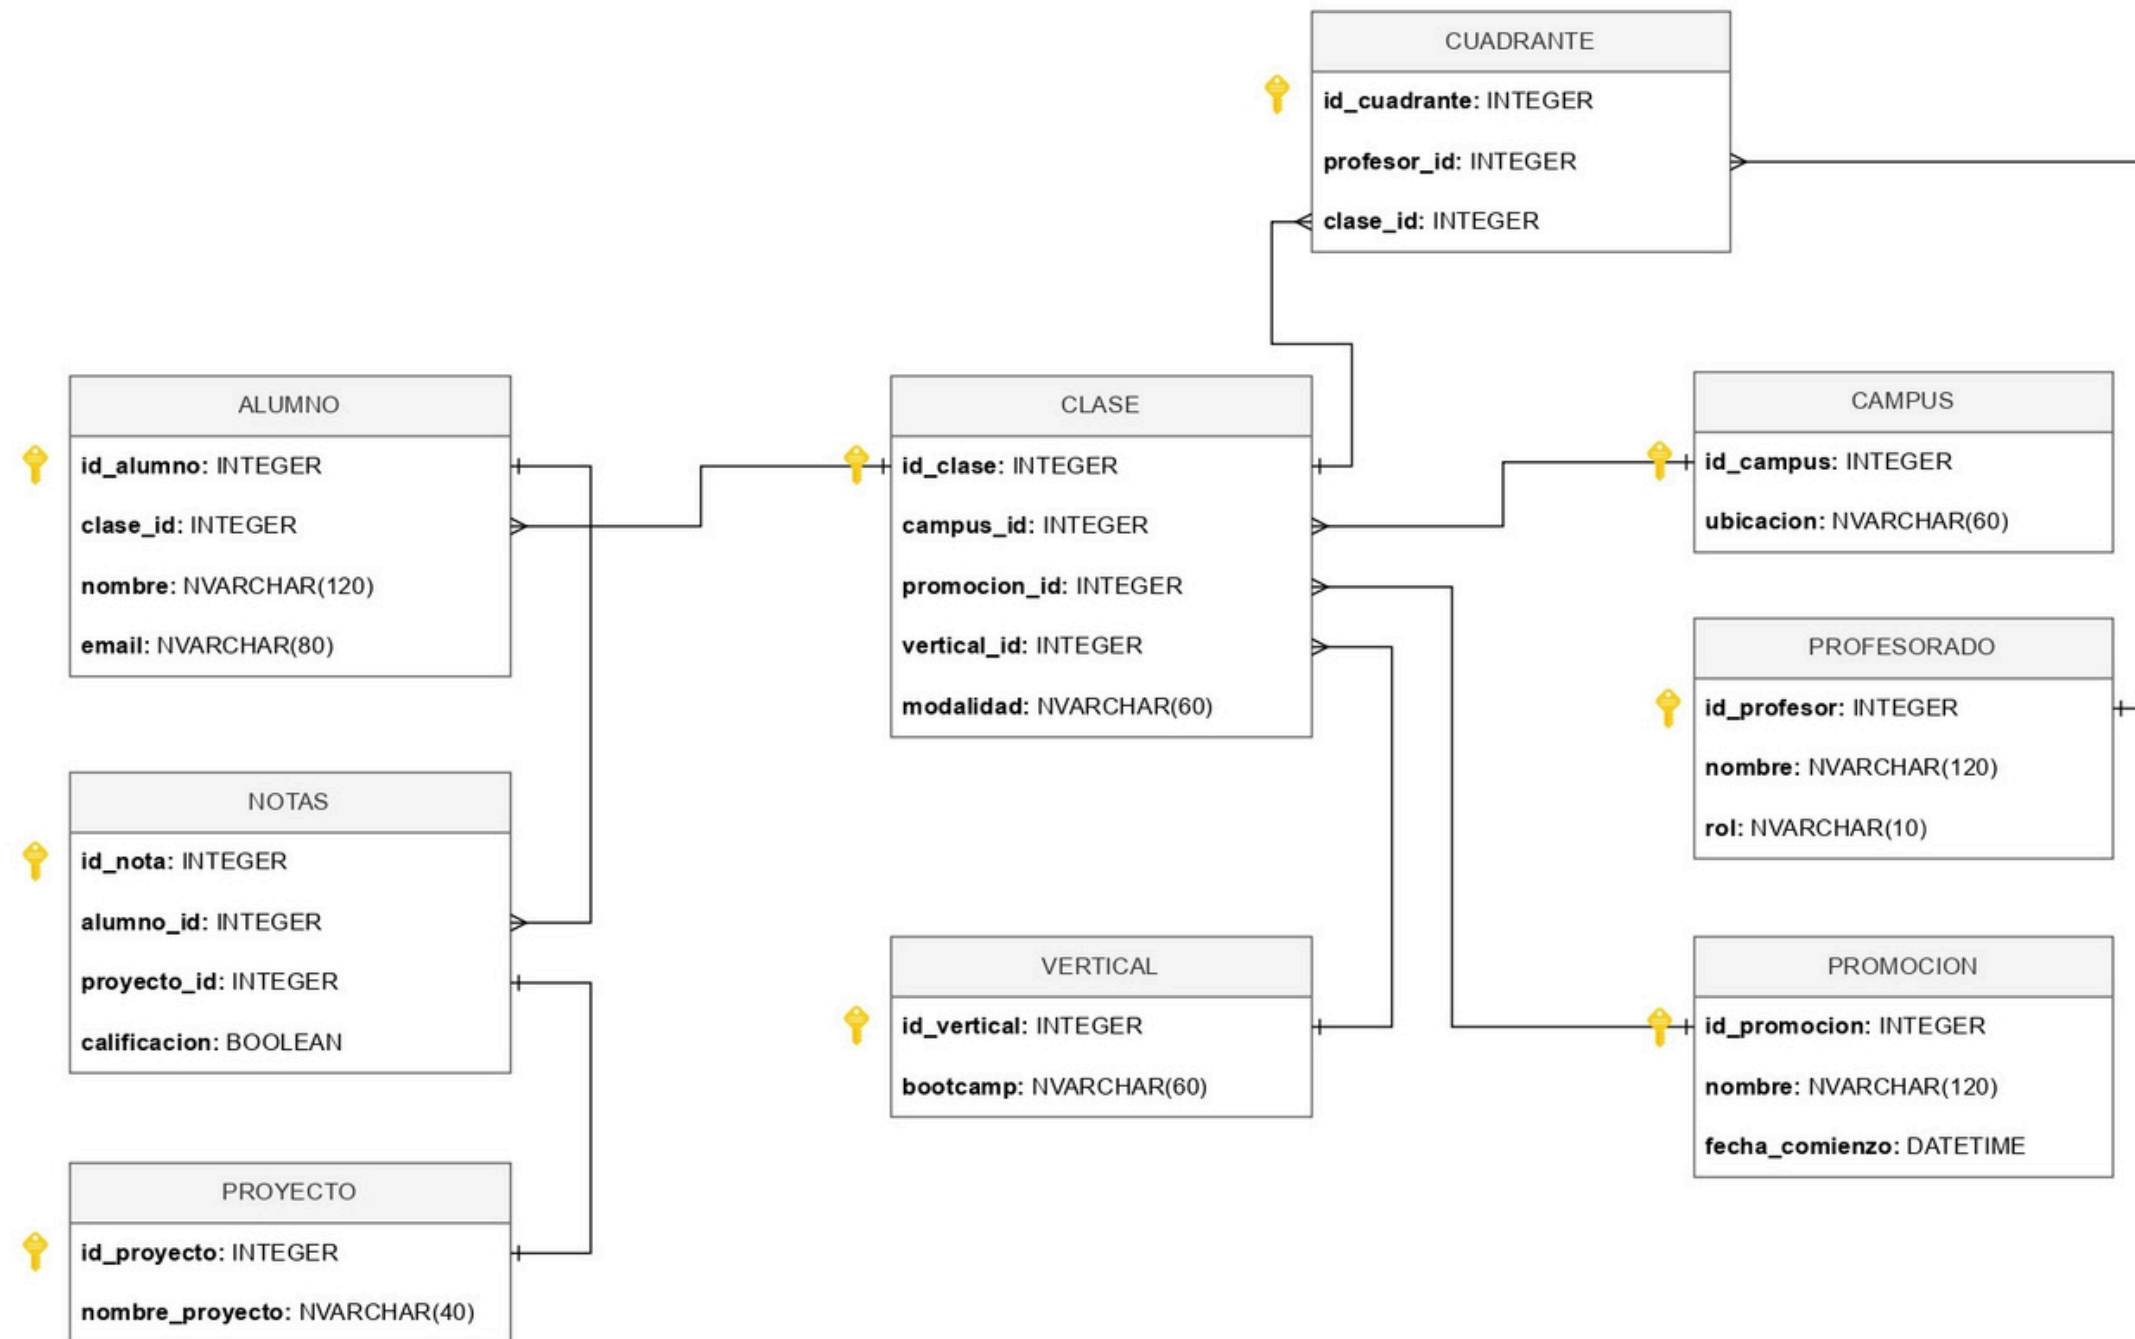 CUADRANTE
id_cuadrante: INTEGER
profesor_id: INTEGER
clase_id: INTEGER
ALUMNO
id_alumno: INTEGER
clase_id: INTEGER
nombre: NVARCHAR(120)
email: NVARCHAR(80)
CLASE
id_clase: INTEGER
campus_id: INTEGER
promocion_id: INTEGER
vertical_id: INTEGER
modalidad: NVARCHAR(60)
CAMPUS
id_campus: INTEGER
ubicacion: NVARCHAR(60)
PROFESORADO
id_profesor: INTEGER
nombre: NVARCHAR(120)
rol: NVARCHAR(10)
NOTAS
id_nota: INTEGER
alumno_id: INTEGER
proyecto_id: INTEGER
calificacion: BOOLEAN
VERTICAL
id_vertical: INTEGER
bootcamp: NVARCHAR(60)
PROMOCION
id_promocion: INTEGER
nombre: NVARCHAR(120)
fecha_comienzo: DATETIME
PROYECTO
id_proyecto: INTEGER
nombre_proyecto: NVARCHAR(40)